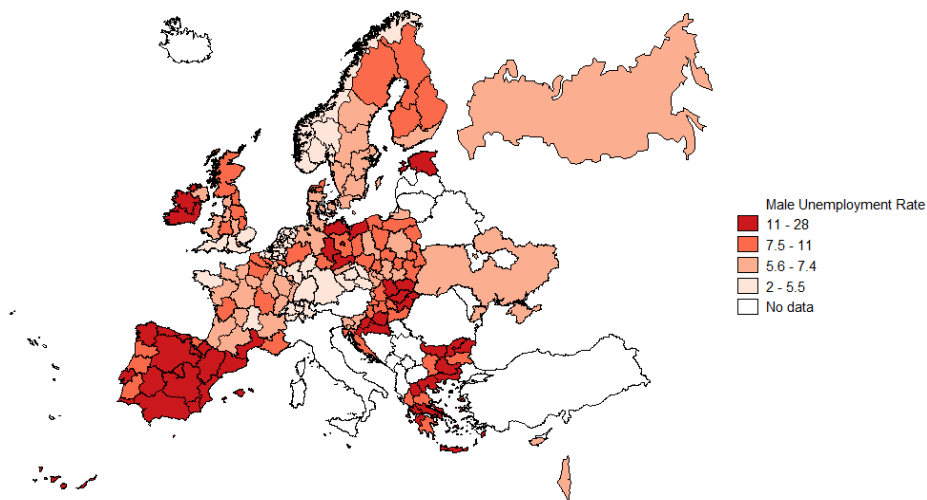 Male Unemployment Rate
11 - 28
7.5 - 11
5.6 - 7.4
2 - 5.5
No data